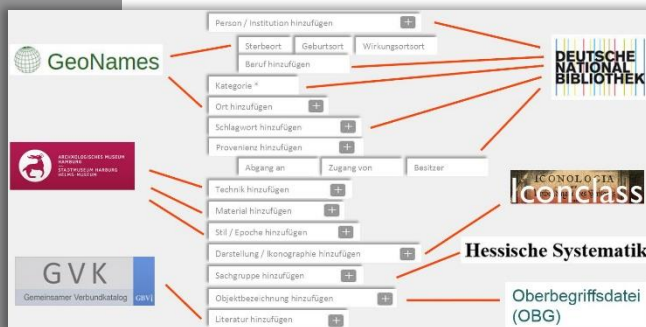 Person / Institution hinzufügen
Sterbeort Geburtsort Wirkungsortsort
Beruf hinzufügen
Kategorie *
Ort hinzufügen
Schlagwort hinzufügen
Provenienz hinzufügen
Abgang an Zugang von Besitzer
Technik hinzufügen
Material hinzufügen
Stil / Epoche hinzufügen
Darstellung / Ikonographie hinzufügen
Sachgruppe hinzufügen
Objektbezeichnung hinzufügen
Literatur hinzufügen
GeoNames
ARCHÄOLOGISCHES MUSEUM
HAMBURG
STADTMUSEUM HARBURG
HELMS-MUSEUM
GVK
Gemeinsamer Verbundkatalog
GBV
DEUTSCHE
NATIONAL
BIBLIOTHEK
ICONOLOGIA
Iconclass
Hessische Systematik
Oberbegriffsdatei
(OBG)